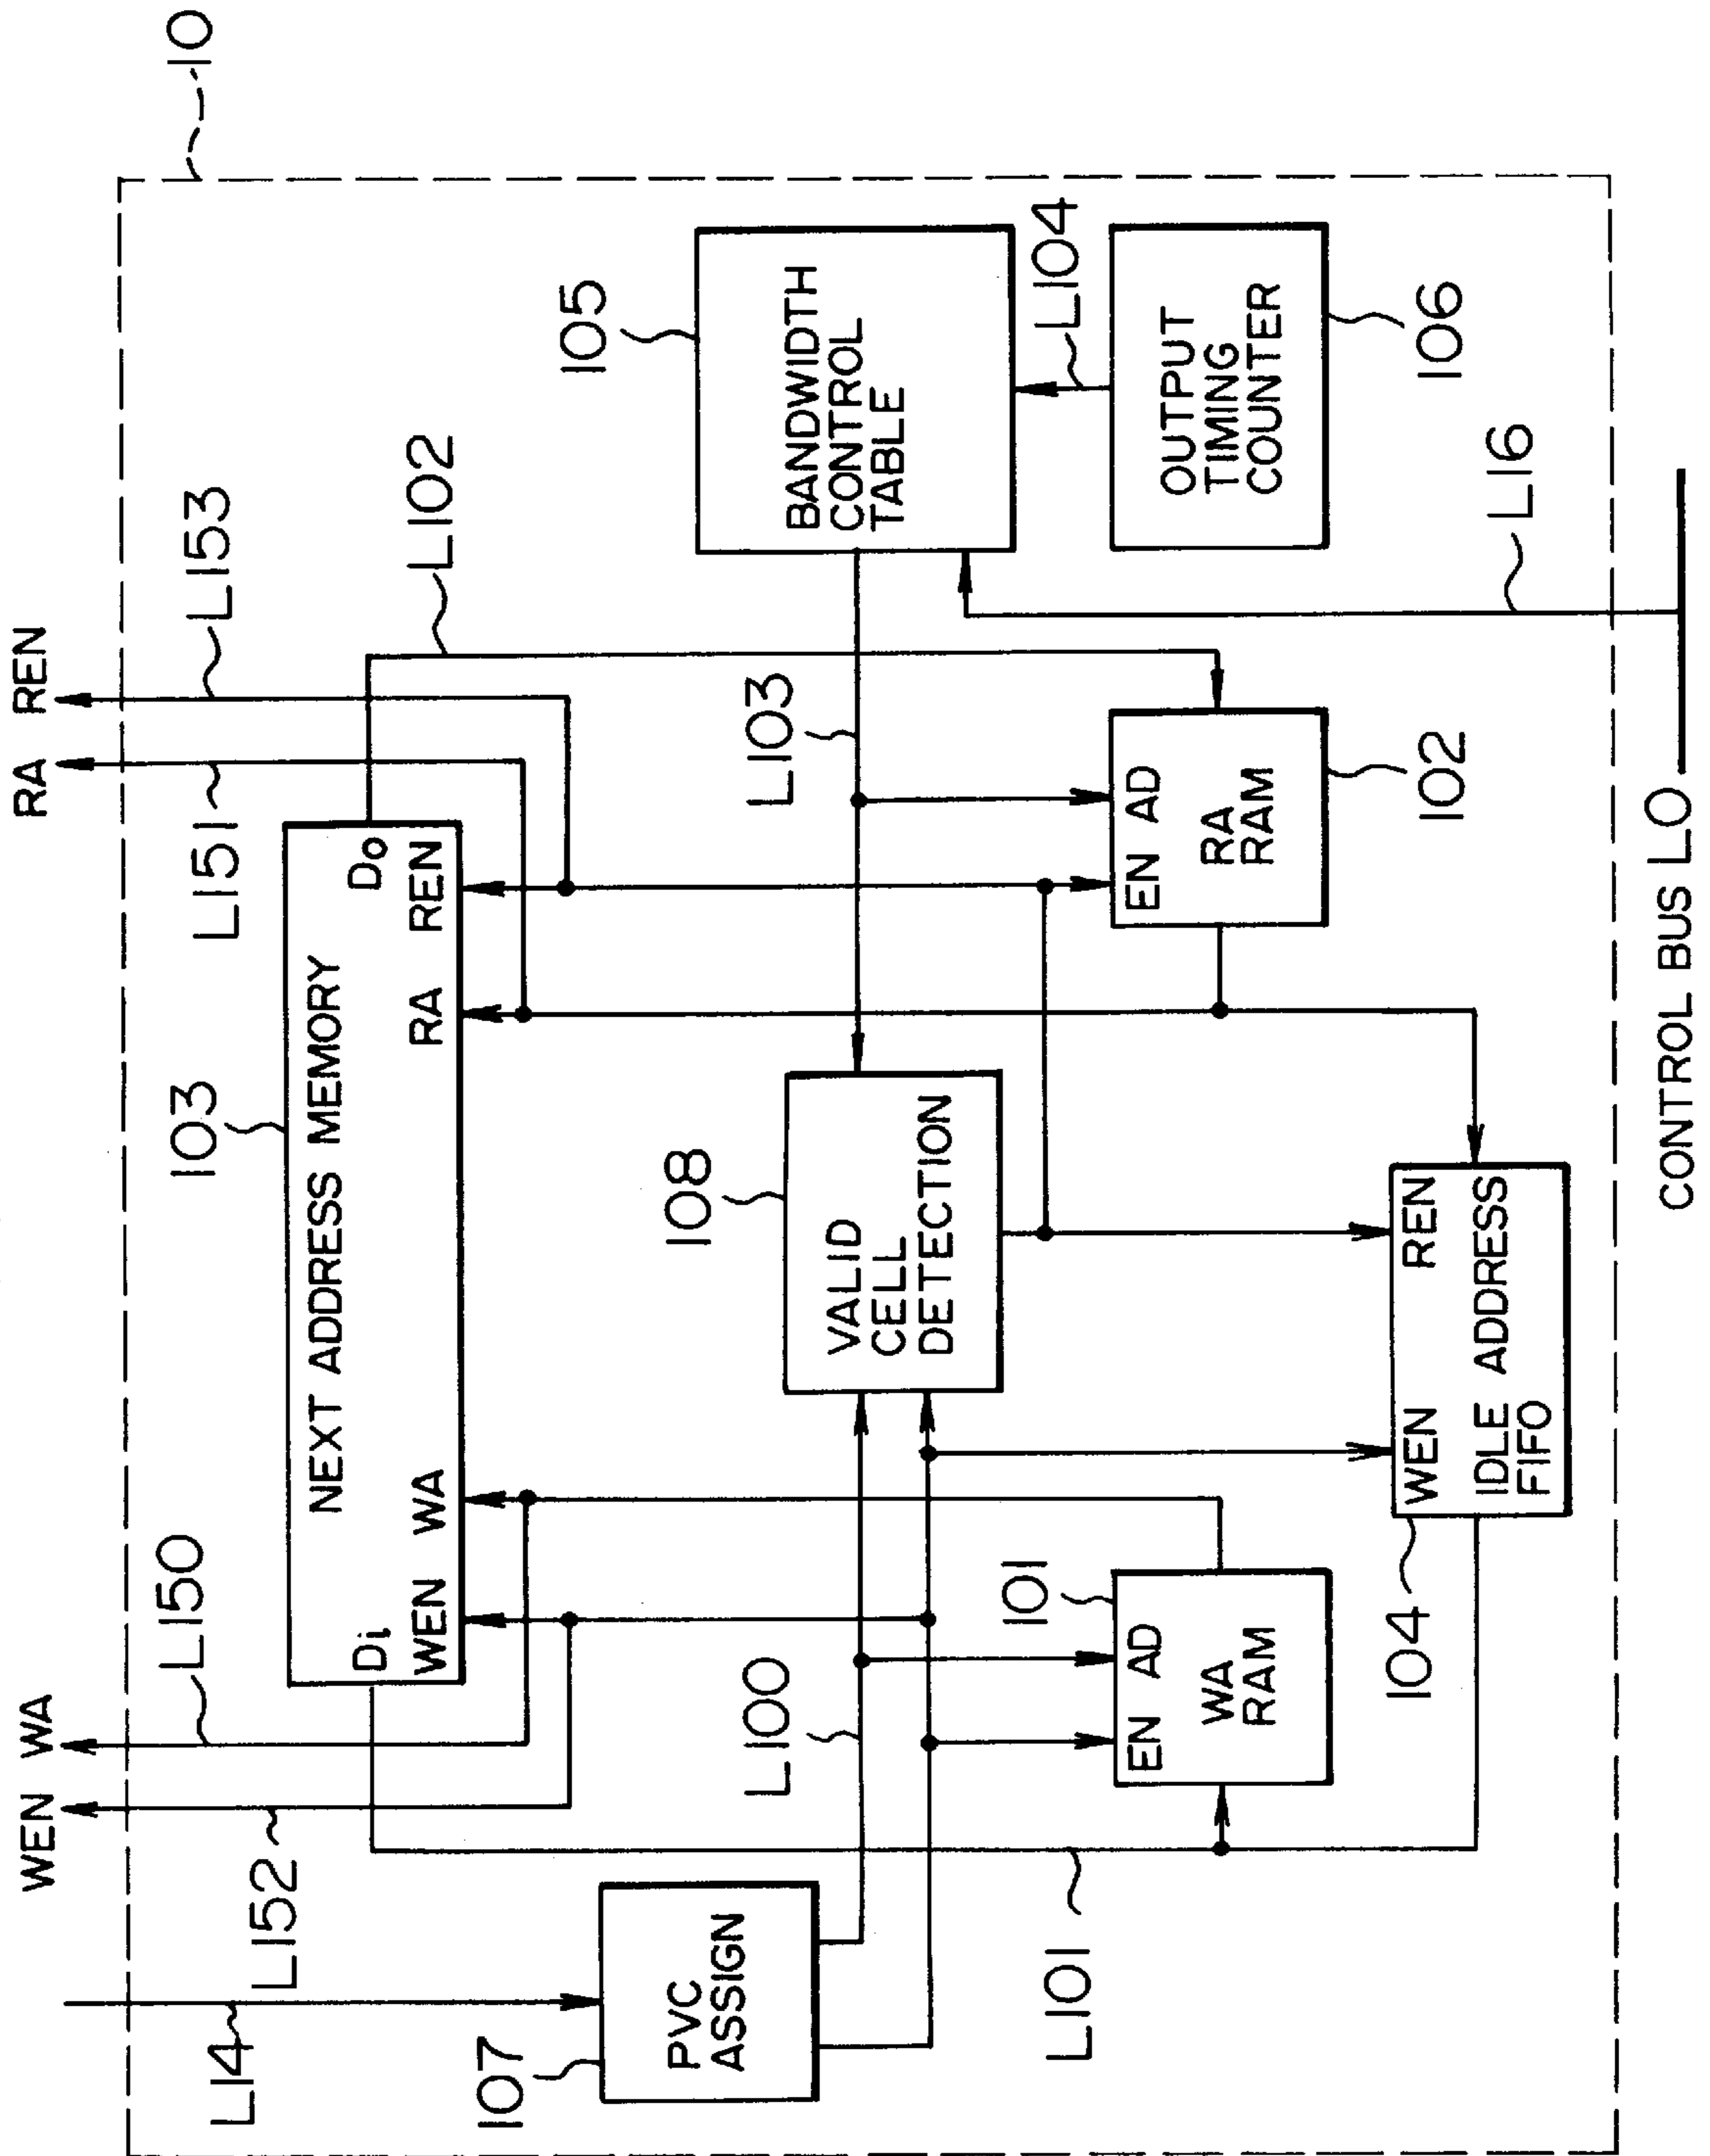 WEN WA
RA REN
10
L14
L152
L150
L151
L153
103
Di
NEXT ADDRESS MEMORY
Do
WEN WA
RA REN
L102
107
PVC
ASSIGN
L100
108
VALID
CELL
DETECTION
L103
105
BANDWIDTH
CONTROL
TABLE
L104
L101
101
EN AD
WA
RAM
EN AD
RA
RAM
102
OUTPUT
TIMING
COUNTER
106
104
WEN
REN
IDLE ADDRESS
FIFO
L16
CONTROL BUS L0